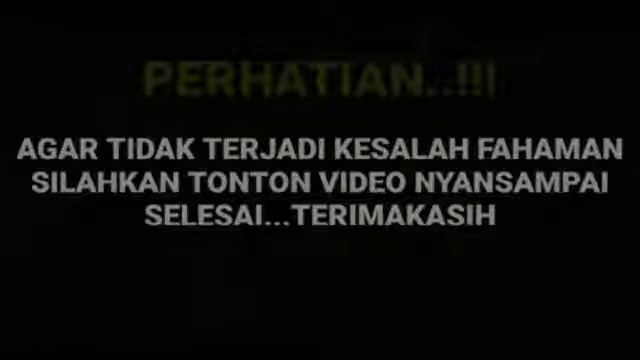 PERHATIAN..!!!
AGAR TIDAK TERJADI KESALAH FAHAMAN
SILAHKAN TONTON VIDEO NYANSAMPAI
SELESAI...TERIMAKASIH